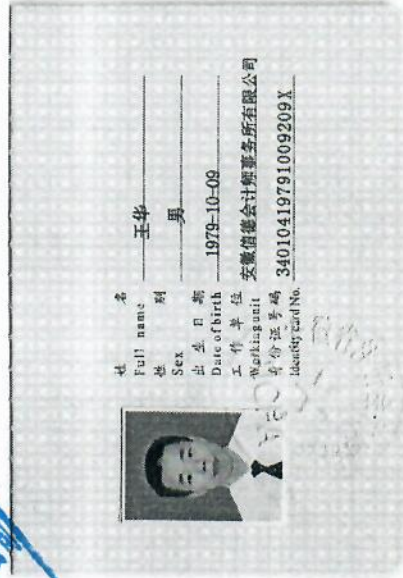 姓 名 王华
Full name
性 别 男
Sex
出 生 日 期 1979-10-09
Date of birth
工 作 单 位 安徽信德会计师事务所有限公司
Working unit
身份证号码 34010419791009209X
Identity card No.